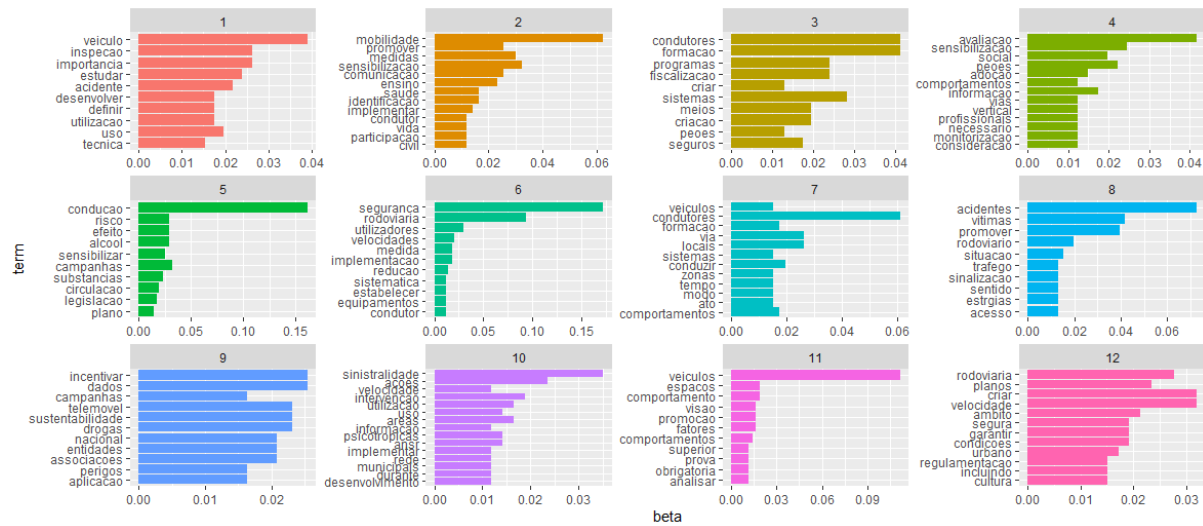 1
veiculo
inspecao
importancia
estudar
acidente
desenvolver
definir
utilizacao
uso
tecnica
0.00 0.01 0.02 0.03 0.04
2
mobilidade
promover
medidas
sensibilizacao
comunicacao
ensino
saude
identificacao
implementar
condutor
vida
participacao
civil
0.00 0.02 0.04 0.06
3
condutores
formacao
programas
fiscalizacao
criar
sistemas
meios
criacao
peoes
seguros
0.00 0.01 0.02 0.03 0.04
4
avaliacao
sensibilizacao
social
peoes
adocao
comportamentos
informacao
vias
vertical
profissionais
necessario
monitorizacao
consideracao
0.00 0.01 0.02 0.03 0.04
term
5
conducao
risco
efeito
alcool
sensibilizar
campanhas
substancias
circulacao
legislacao
plano
0.00 0.05 0.10 0.15
6
seguranca
rodoviaria
utilizadores
velocidades
medida
implementacao
reducao
sistematica
estabelecer
equipamentos
condutor
0.00 0.05 0.10 0.15
7
veiculos
condutores
formacao
via
locais
sistemas
conduzir
zonas
tempo
modo
ato
comportamentos
0.00 0.02 0.04 0.06
8
acidentes
vitimas
promover
rodoviario
situacao
trafego
sinalizacao
sentido
estrgias
acesso
0.00 0.02 0.04 0.06
9
incentivar
dados
campanhas
telemovel
sustentabilidade
drogas
nacional
entidades
associacoes
perigos
aplicacao
0.00 0.01 0.02
10
sinistralidade
acoes
velocidade
intervencao
utilizacao
uso
areas
informacao
psicotropicas
ansr
implementar
rede
municipais
durante
desenvolvimento
0.00 0.01 0.02 0.03
11
veiculos
espacos
comportamento
visao
promocao
fatores
comportamentos
superior
prova
obrigatoria
analisar
0.00 0.03 0.06 0.09
12
rodoviaria
planos
criar
velocidade
ambito
segura
garantir
condicoes
urbano
regulamentacao
incluindo
cultura
0.00 0.01 0.02 0.03
beta